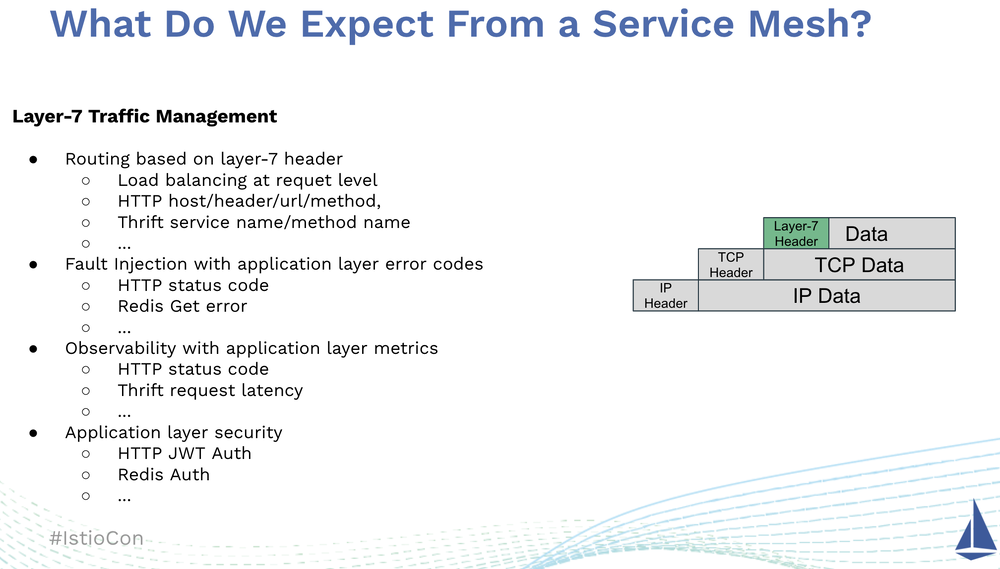 What Do We Expect From a Service Mesh?
Layer-7 Traffic Management
● Routing based on layer-7 header
○ Load balancing at requet level
○ HTTP host/header/url/method,
○ Thrift service name/method name
○ ...
● Fault Injection with application layer error codes
○ HTTP status code
○ Redis Get error
○ ...
● Observability with application layer metrics
○ HTTP status code
○ Thrift request latency
○ ...
● Application layer security
○ HTTP JWT Auth
○ Redis Auth
○ ...
Layer-7
Header
Data
TCP
Header
TCP Data
IP
Header
IP Data
#IstioCon